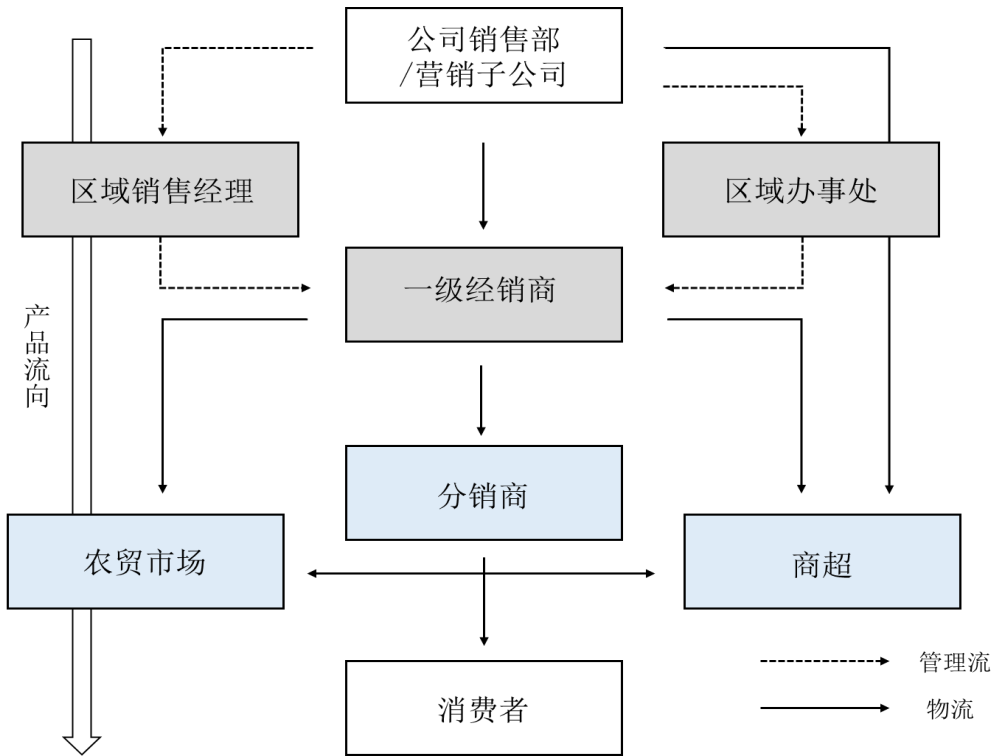 公司销售部
/营销子公司
区域销售经理
区域办事处
一级经销商
产品流向
分销商
农贸市场
商超
消费者
管理流
物流